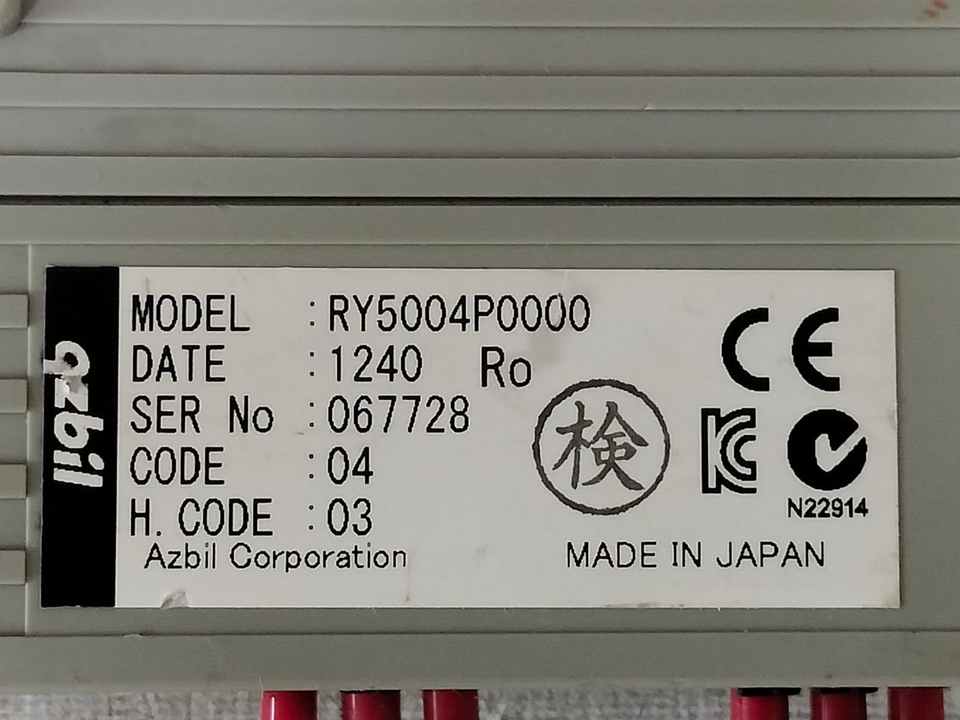 azbil
MODEL :RY5004P0000
DATE :1240 Ro
SER No :067728
CODE :04
H. CODE :03
Azbil Corporation
CE
検
KC
N22914
MADE IN JAPAN